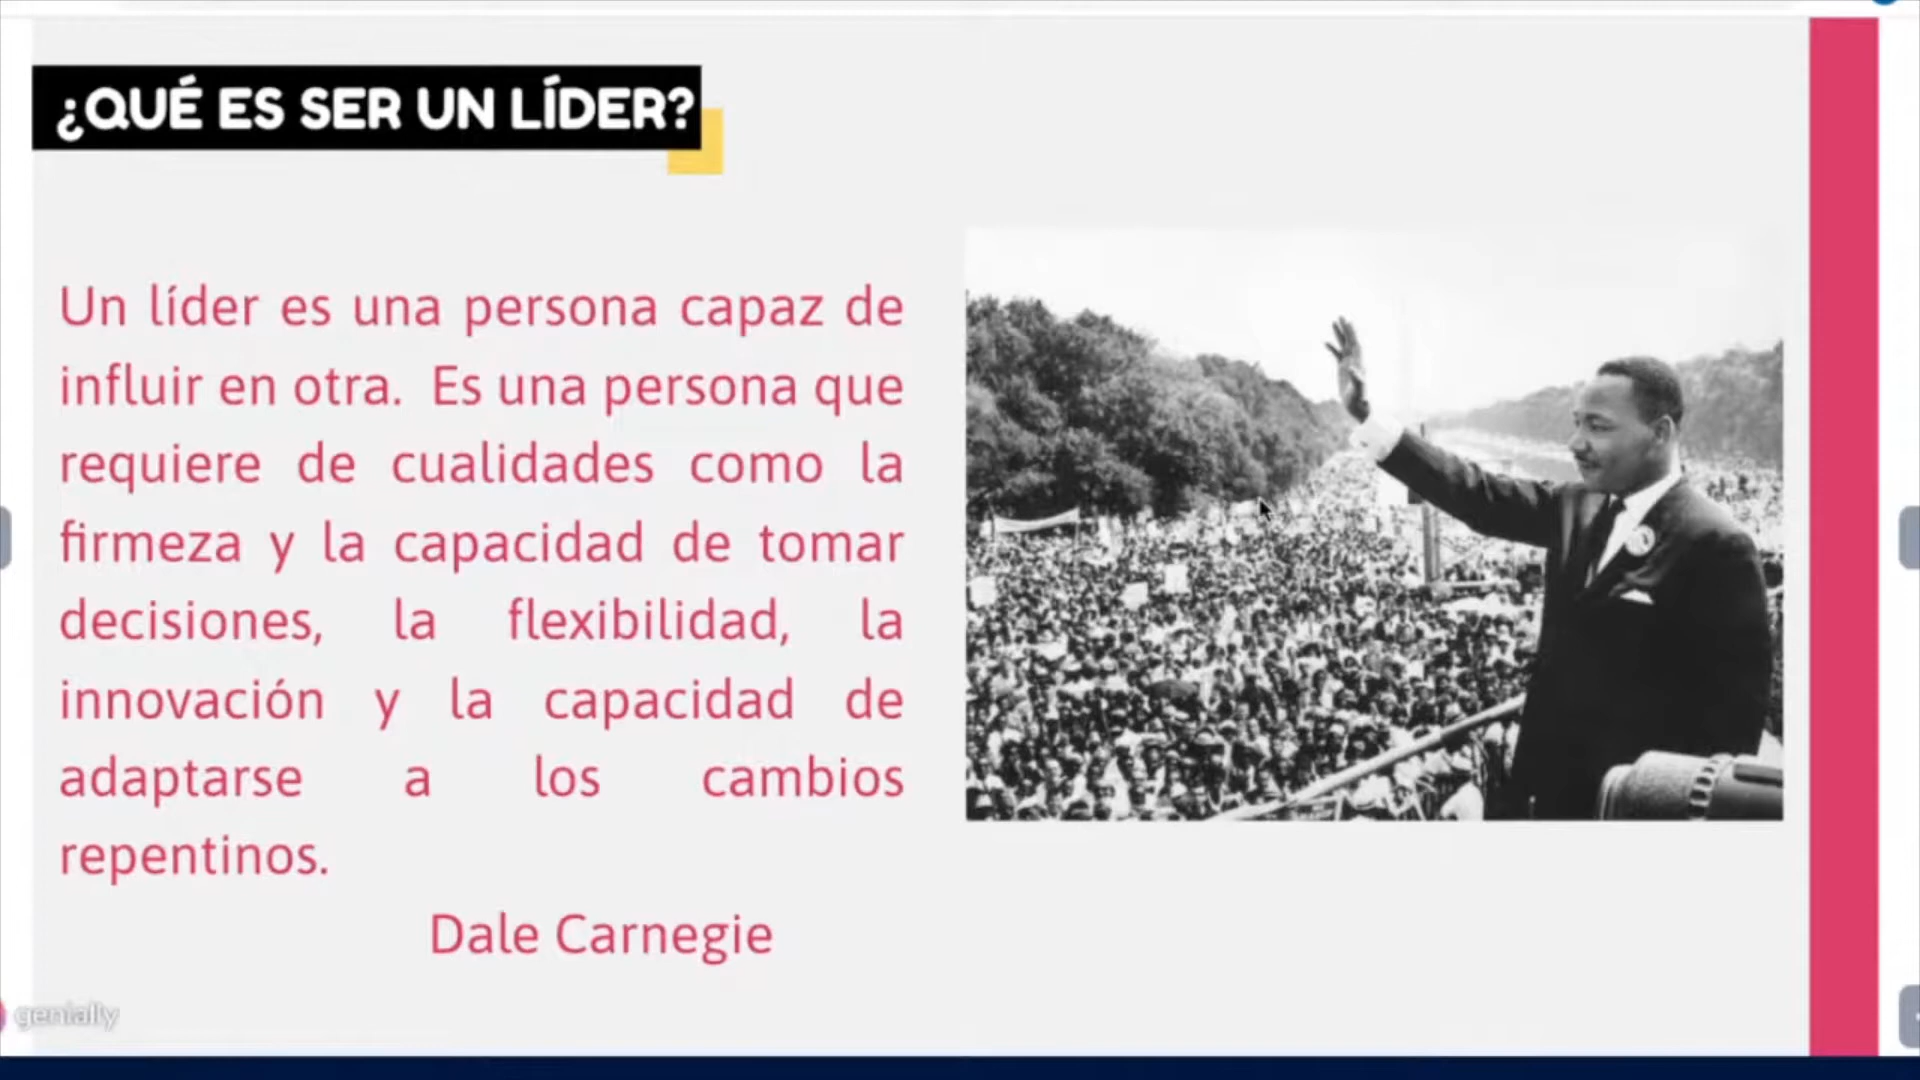 ¿QUÉ ES SER UN LÍDER?
Un líder es una persona capaz de
influir en otra. Es una persona que
requiere de cualidades como la
firmeza y la capacidad de tomar
decisiones, la flexibilidad, la
innovación y la capacidad de
adaptarse a los cambios
repentinos.
Dale Carnegie
genially